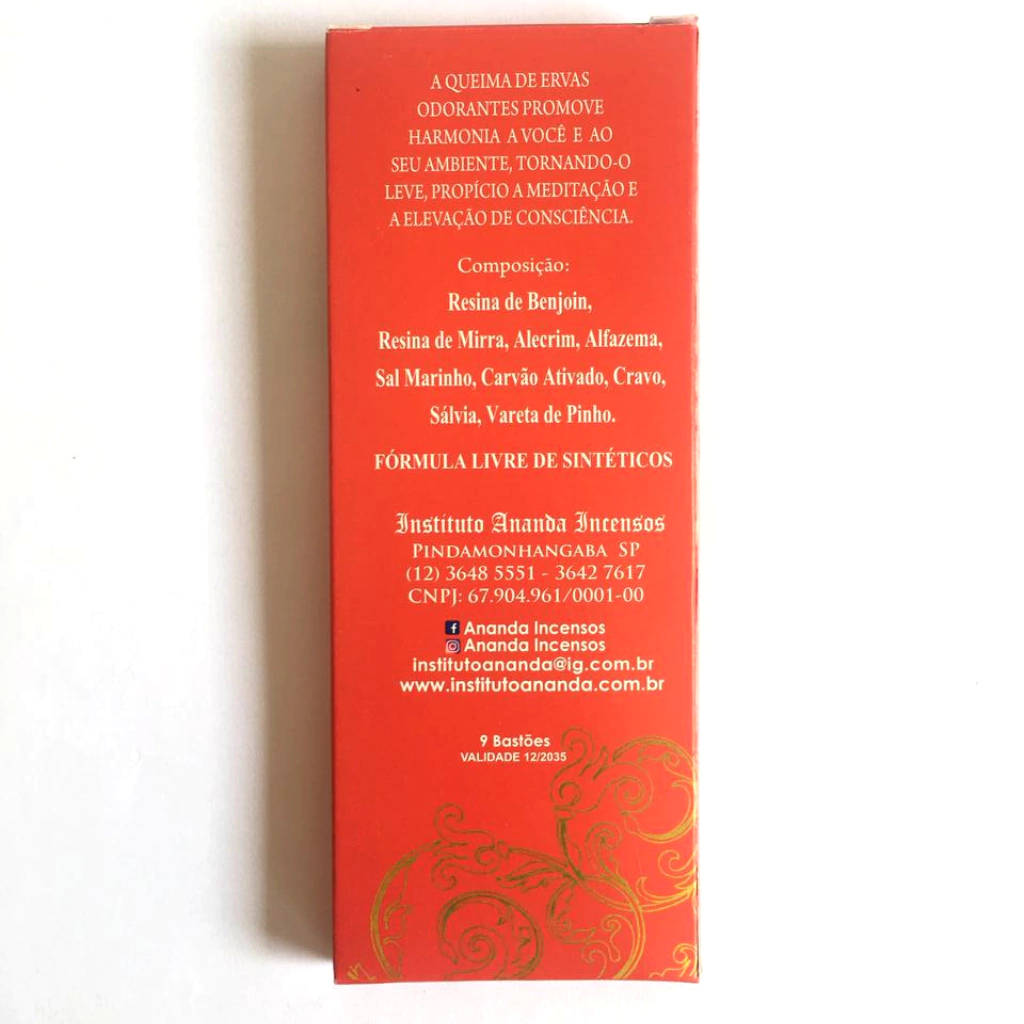 A QUEIMA DE ERVAS
ODORANTES PROMOVE
HARMONIA A VOCÊ E AO
SEU AMBIENTE, TORNANDO-O
LEVE, PROPÍCIO A MEDITAÇÃO E
A ELEVAÇÃO DE CONSCIÊNCIA.
Composição:
Resina de Benjoin,
Resina de Mirra, Alecrim, Alfazema,
Sal Marinho, Carvão Ativado, Cravo,
Sálvia, Vareta de Pinho.
FÓRMULA LIVRE DE SINTÉTICOS
Instituto Ananda Incensos
PINDAMONHANGABA SP
(12) 3648 5551 - 3642 7617
CNPJ: 67.904.961/0001-00
Ananda Incensos
Ananda Incensos
institutoananda@ig.com.br
www.institutoananda.com.br
9 Bastões
VALIDADE 12/2035